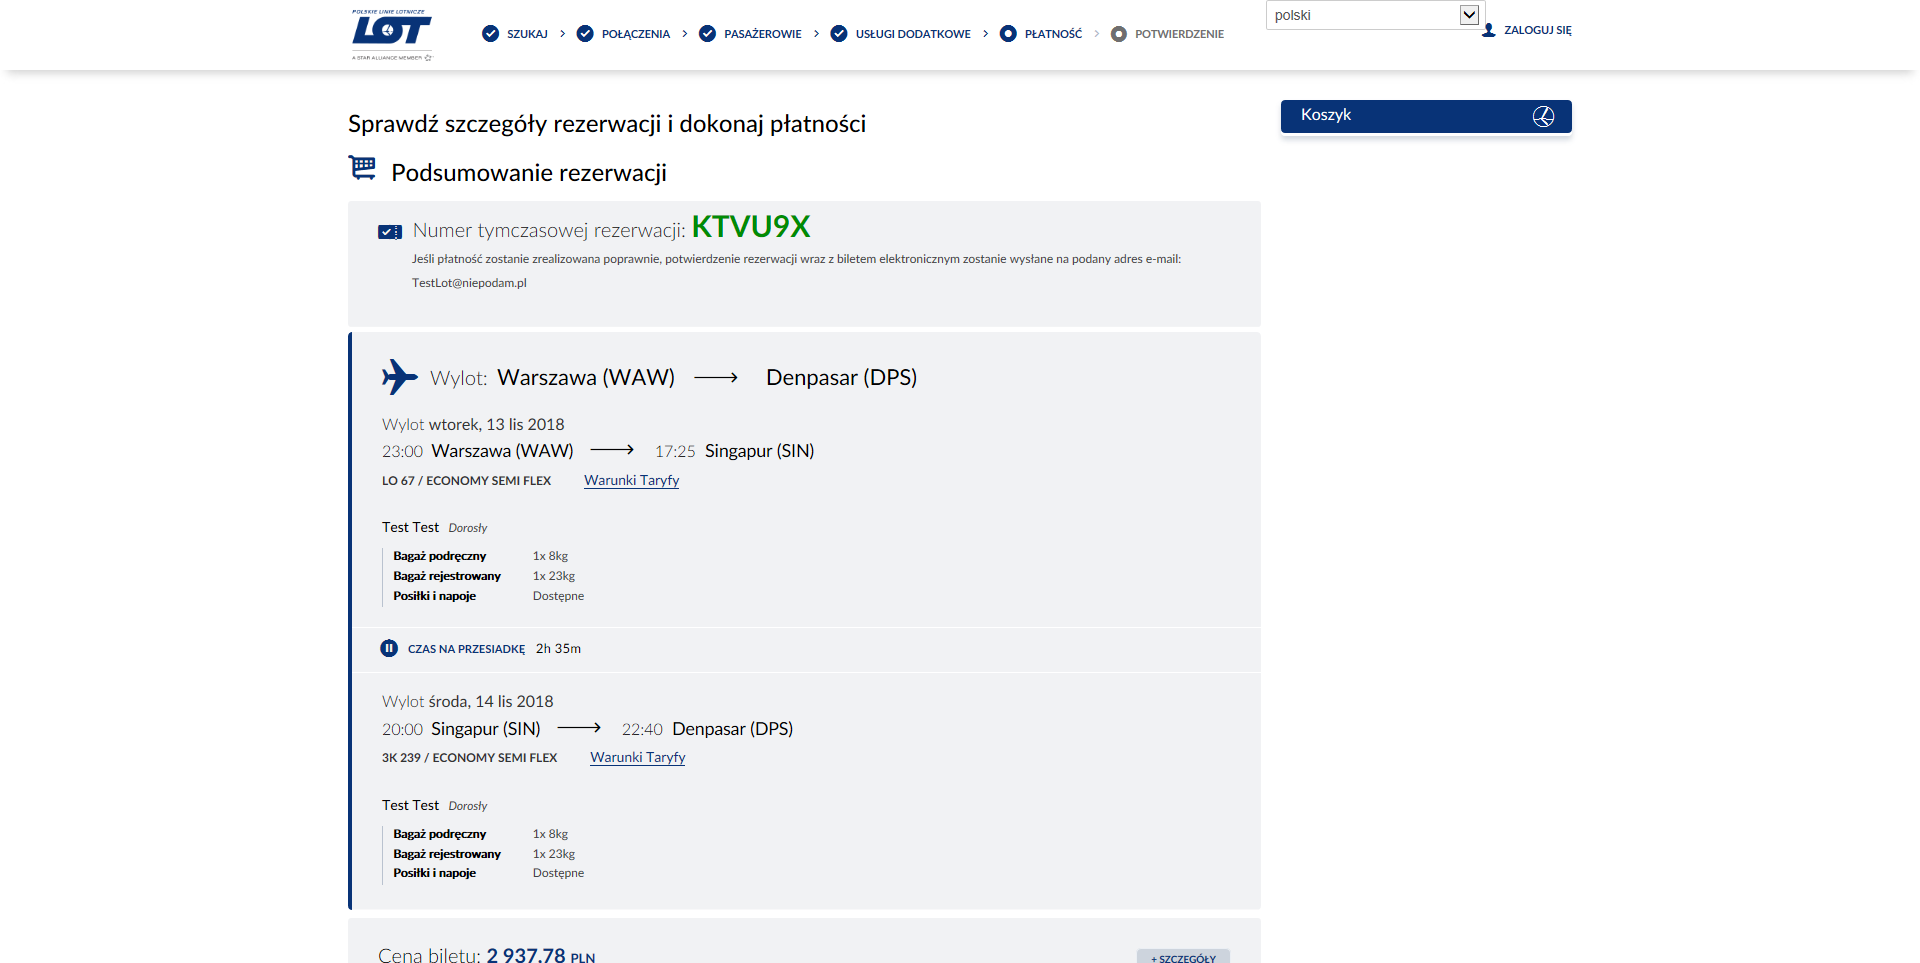 POLSKIE LINIE LOTNICZE
LOT
A STAR ALLIANCE MEMBER
SZUKAJ > POŁĄCZENIA > PASAŻEROWIE > USŁUGI DODATKOWE > PŁATNOŚĆ > POTWIERDZENIE
polski
ZALOGUJ SIĘ
Sprawdź szczegóły rezerwacji i dokonaj płatności
Koszyk
Podsumowanie rezerwacji
Numer tymczasowej rezerwacji: KTVU9X
Jeśli płatność zostanie zrealizowana poprawnie, potwierdzenie rezerwacji wraz z biletem elektronicznym zostanie wysłane na podany adres e-mail:
TestLot@niepodam.pl
Wylot: Warszawa (WAW) → Denpasar (DPS)
Wylot wtorek, 13 lis 2018
23:00 Warszawa (WAW) → 17:25 Singapur (SIN)
LO 67 / ECONOMY SEMI FLEX Warunki Taryfy
Test Test Dorosły
Bagaż podręczny 1x 8kg
Bagaż rejestrowany 1x 23kg
Posiłki i napoje Dostępne
CZAS NA PRZESIADKĘ 2h 35m
Wylot środa, 14 lis 2018
20:00 Singapur (SIN) → 22:40 Denpasar (DPS)
3K 239 / ECONOMY SEMI FLEX Warunki Taryfy
Test Test Dorosły
Bagaż podręczny 1x 8kg
Bagaż rejestrowany 1x 23kg
Posiłki i napoje Dostępne
Cena biletu: 2 937.78 PLN
+ SZCZEGÓŁY